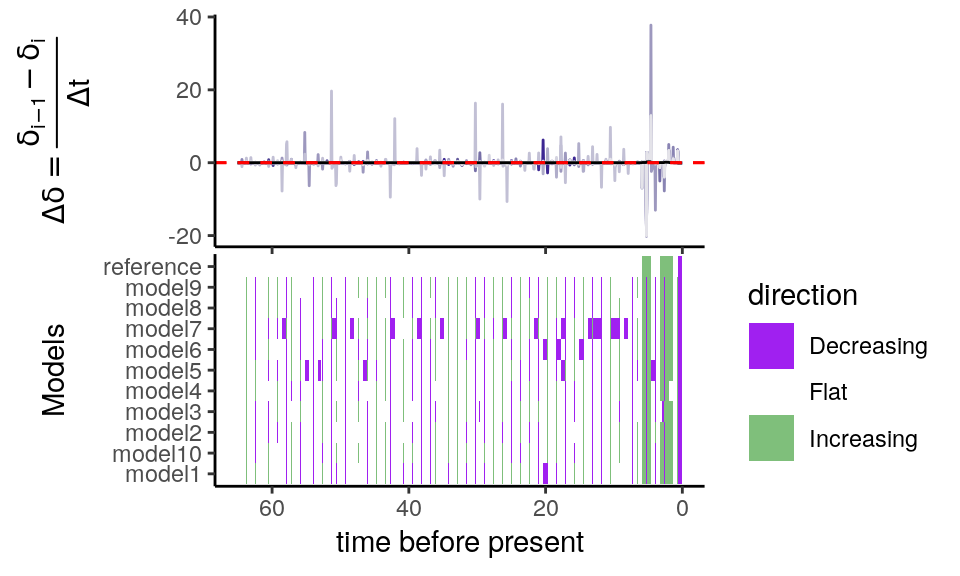 Δδ = (δi−1 − δi) / Δt
40
20
0
-20
Models
reference
model9
model8
model7
model6
model5
model4
model3
model2
model10
model1
60
40
20
0
time before present
direction
Decreasing
Flat
Increasing